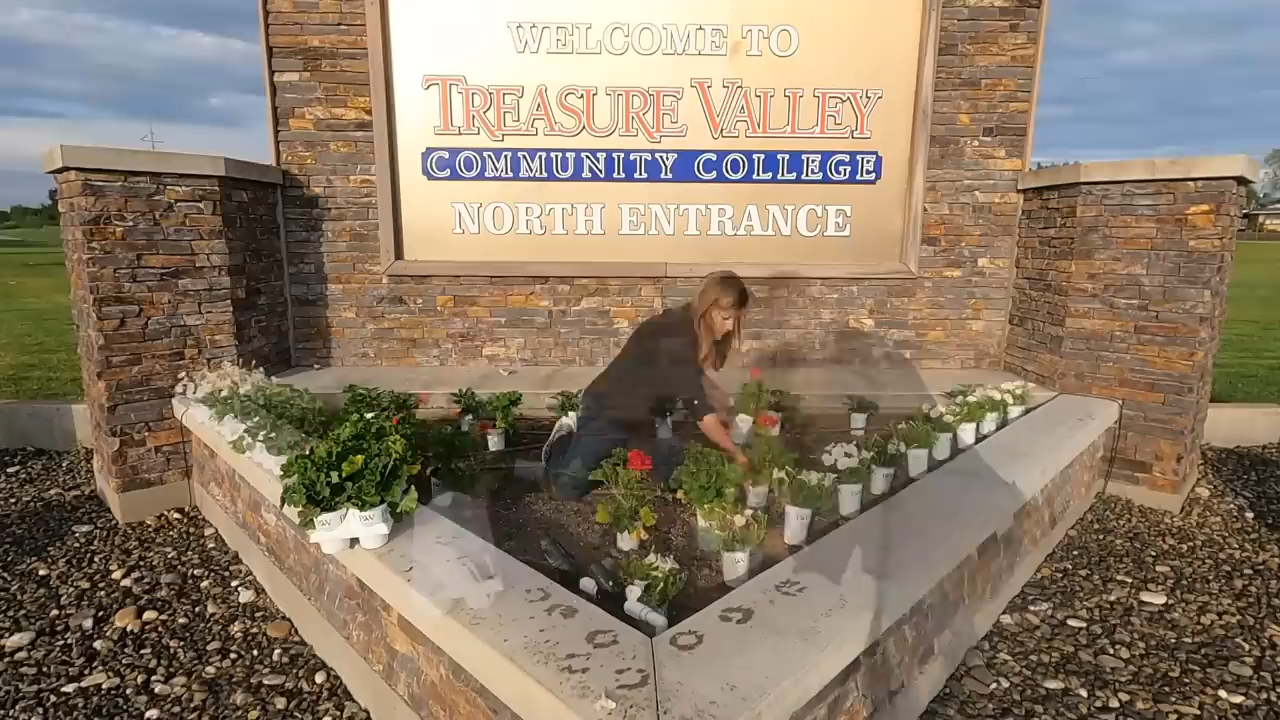 WELCOME TO
TREASURE VALLEY
COMMUNITY COLLEGE
NORTH ENTRANCE